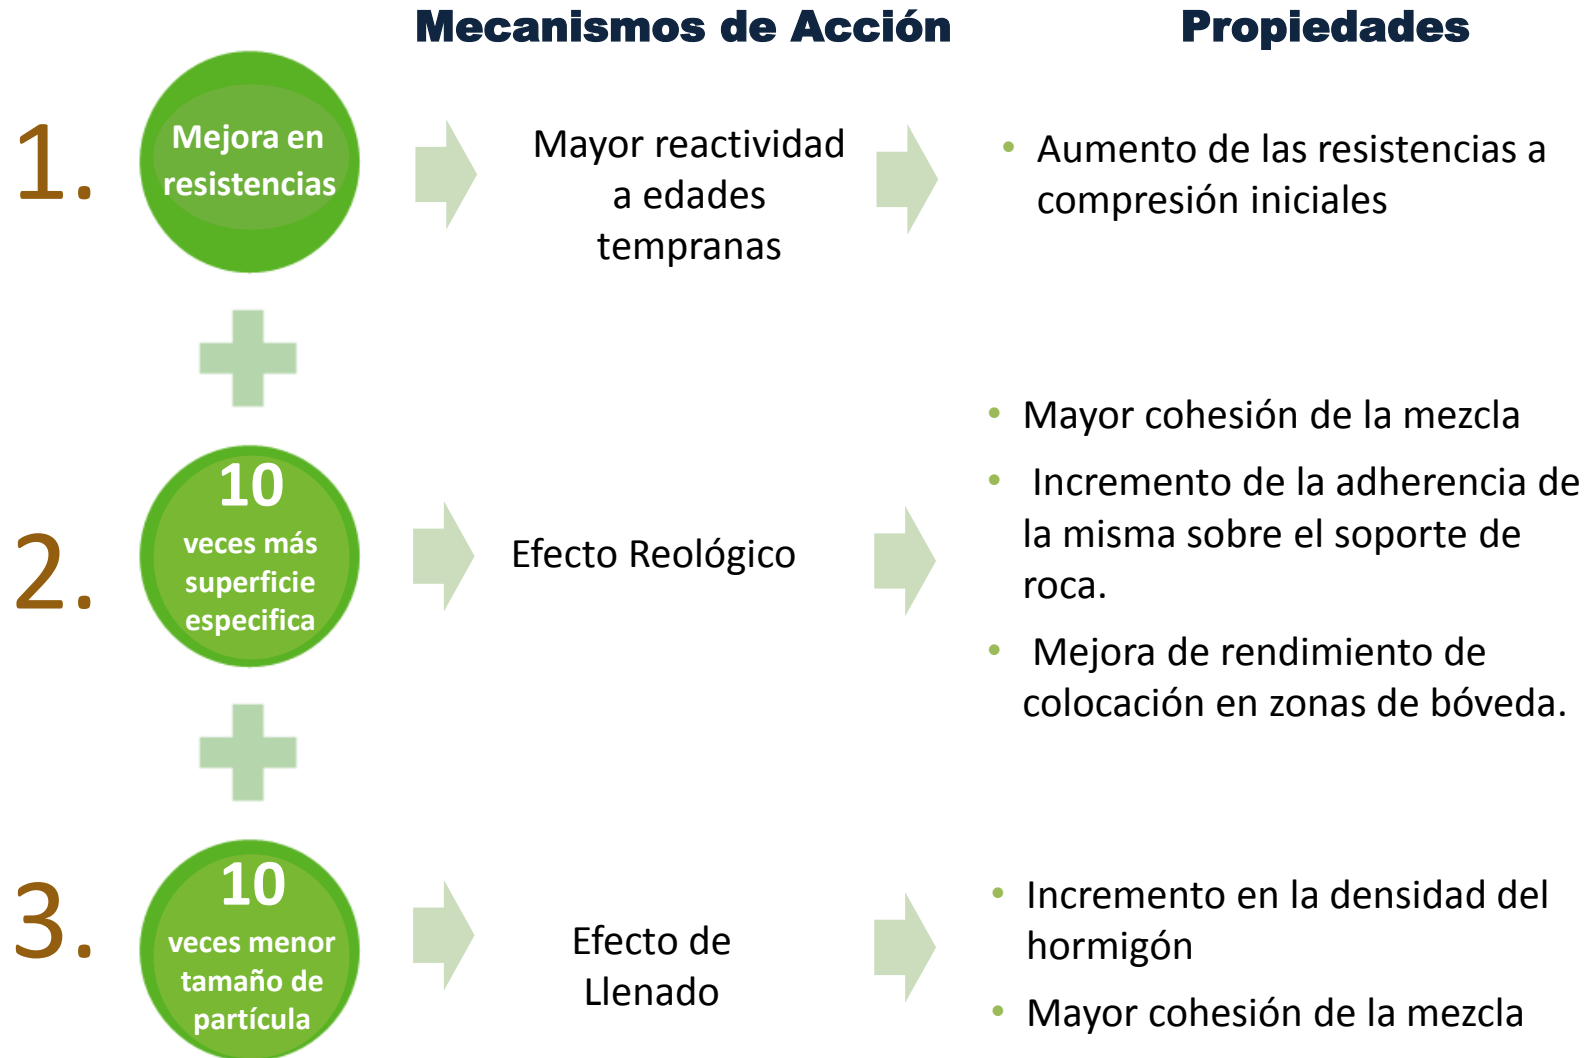 Mecanismos de Acción
Propiedades
1.
Mejora en
resistencias
Mayor reactividad
a edades
tempranas
• Aumento de las resistencias a
compresión iniciales
2.
10
veces más
superficie
especifica
Efecto Reológico
• Mayor cohesión de la mezcla
• Incremento de la adherencia de
la misma sobre el soporte de
roca.
• Mejora de rendimiento de
colocación en zonas de bóveda.
3.
10
veces menor
tamaño de
partícula
Efecto de
Llenado
• Incremento en la densidad del
hormigón
• Mayor cohesión de la mezcla